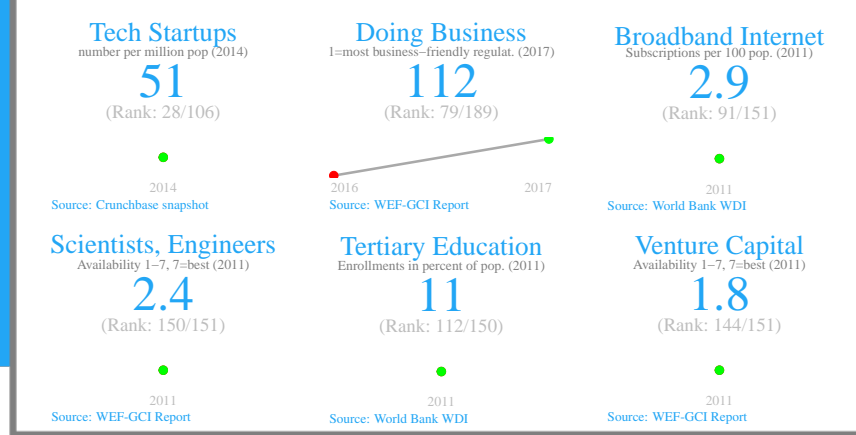 Tech Startups
number per million pop (2014)
51
(Rank: 28/106)
2014
Source: Crunchbase snapshot
Doing Business
1=most business−friendly regulat. (2017)
112
(Rank: 79/189)
2016 2017
Source: WEF-GCI Report
Broadband Internet
Subscriptions per 100 pop. (2011)
2.9
(Rank: 91/151)
2011
Source: World Bank WDI
Scientists, Engineers
Availability 1−7, 7=best (2011)
2.4
(Rank: 150/151)
2011
Source: WEF-GCI Report
Tertiary Education
Enrollments in percent of pop. (2011)
11
(Rank: 112/150)
2011
Source: World Bank WDI
Venture Capital
Availability 1−7, 7=best (2011)
1.8
(Rank: 144/151)
2011
Source: WEF-GCI Report